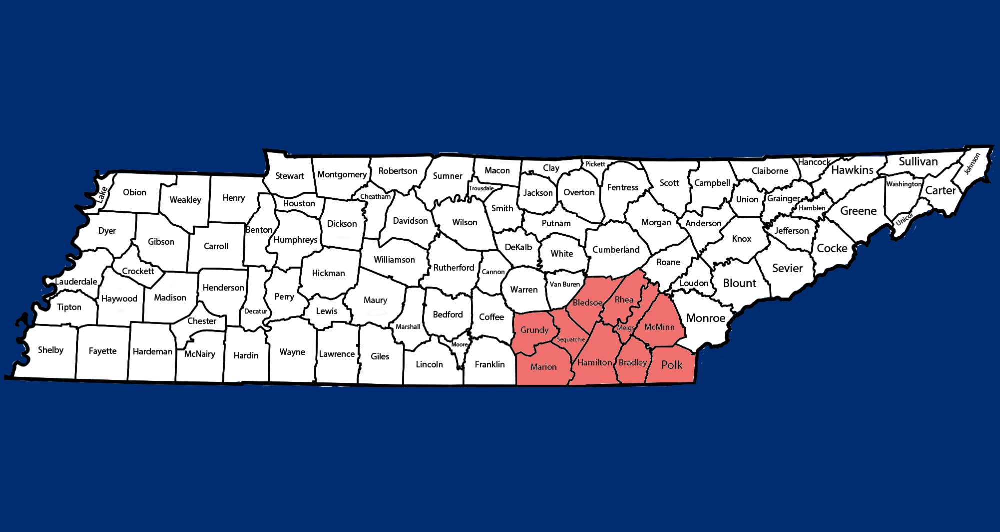 Johnson
Sullivan
Hancock
Hawkins
Pickett
Clay
Macon
Robertson
Claiborne
Montgomery
Stewart
Sumner
Scott
Campbell
Washington
Carter
Trousdale
Fentress
Overton
Jackson
Lake
Obion
Weakley
Henry
Cheatham
Houston
Union
Grainger
Hamblen
Smith
Greene
Unicoi
Davidson
Wilson
Dickson
Putnam
Morgan
Anderson
Dyer
Benton
Jefferson
Gibson
Humphreys
Knox
Carroll
DeKalb
Cumberland
Cocke
White
Williamson
Roane
Rutherford
Sevier
Crockett
Cannon
Hickman
Lauderdale
Loudon
Blount
Van Buren
Henderson
Warren
Haywood
Madison
Perry
Maury
Rhea
Bledsoe
Tipton
Decatur
Lewis
Bedford
Coffee
Monroe
Chester
Marshall
Meigs
McMinn
Grundy
Sequatchie
Moore
Shelby
Fayette
Hardeman
McNairy
Hardin
Wayne
Lawrence
Giles
Lincoln
Franklin
Marion
Hamilton
Bradley
Polk